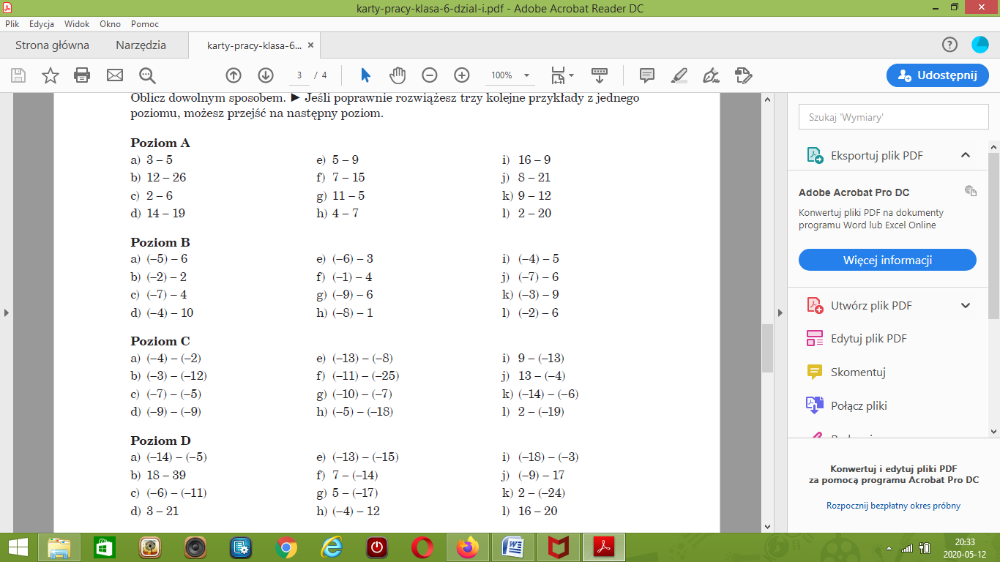 karty-pracy-klasa-6-dzial-i.pdf - Adobe Acrobat Reader DC
Plik Edycja Widok Okno Pomoc
Strona główna Narzędzia karty-pracy-klasa-6... ×
3 / 4 100% Udostępnij
Oblicz dowolnym sposobem. ► Jeśli poprawnie rozwiążesz trzy kolejne przykłady z jednego
poziomu, możesz przejść na następny poziom.
Poziom A
a) 3 – 5 e) 5 – 9 i) 16 – 9
b) 12 – 26 f) 7 – 15 j) 8 – 21
c) 2 – 6 g) 11 – 5 k) 9 – 12
d) 14 – 19 h) 4 – 7 l) 2 – 20
Poziom B
a) (–5) – 6 e) (–6) – 3 i) (–4) – 5
b) (–2) – 2 f) (–1) – 4 j) (–7) – 6
c) (–7) – 4 g) (–9) – 6 k) (–3) – 9
d) (–4) – 10 h) (–8) – 1 l) (–2) – 6
Poziom C
a) (–4) – (–2) e) (–13) – (–8) i) 9 – (–13)
b) (–3) – (–12) f) (–11) – (–25) j) 13 – (–4)
c) (–7) – (–5) g) (–10) – (–7) k) (–14) – (–6)
d) (–9) – (–9) h) (–5) – (–18) l) 2 – (–19)
Poziom D
a) (–14) – (–5) e) (–13) – (–15) i) (–18) – (–3)
b) 18 – 39 f) 7 – (–14) j) (–9) – 17
c) (–6) – (–11) g) 5 – (–17) k) 2 – (–24)
d) 3 – 21 h) (–4) – 12 l) 16 – 20
Szukaj 'Wymiary'
Eksportuj plik PDF
Adobe Acrobat Pro DC
Konwertuj pliki PDF na dokumenty
programu Word lub Excel Online
Więcej informacji
Utwórz plik PDF
Edytuj plik PDF
Skomentuj
Połącz pliki
Konwertuj i edytuj pliki PDF
za pomocą programu Acrobat Pro DC
Rozpocznij bezpłatny okres próbny
20:33
2020-05-12